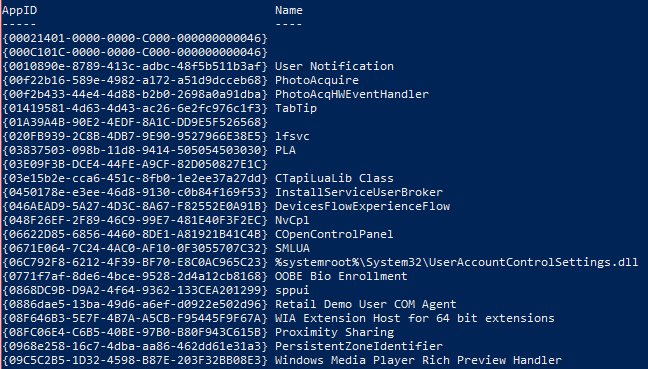 AppID                                  Name
-----                                  ----
{00021401-0000-0000-C000-000000000046}
{000C101C-0000-0000-C000-000000000046}
{0010890e-8789-413c-adbc-48f5b511b3af} User Notification
{00f22b16-589e-4982-a172-a51d9dcceb68} PhotoAcquire
{00f2b433-44e4-4d88-b2b0-2698a0a91dba} PhotoAcqHWEventHandler
{01419581-4d63-4d43-ac26-6e2fc976c1f3} TabTip
{01A39A4B-90E2-4EDF-8A1C-DD9E5F526568}
{020FB939-2C8B-4DB7-9E90-9527966E38E5} lfsvc
{03837503-098b-11d8-9414-505054503030} PLA
{03E09F3B-DCE4-44FE-A9CF-82D050827E1C}
{03e15b2e-cca6-451c-8fb0-1e2ee37a27dd} CTapiLuaLib Class
{0450178e-e3ee-46d8-9130-c0b84f169f53} InstallServiceUserBroker
{046AEAD9-5A27-4D3C-8A67-F82552E0A91B} DevicesFlowExperienceFlow
{048F26EF-2F89-46C9-99E7-481E40F3F2EC} NvCpl
{06622D85-6856-4460-8DE1-A81921B41C4B} COpenControlPanel
{0671E064-7C24-4AC0-AF10-0F3055707C32} SMLUA
{06C792F8-6212-4F39-BF70-E8C0AC965C23} %systemroot%\System32\UserAccountControlSettings.dll
{0771f7af-8de6-4bce-9528-2d4a12cb8168} OOBE Bio Enrollment
{0868DC9B-D9A2-4f64-9362-133CEA201299} sppui
{0886dae5-13ba-49d6-a6ef-d0922e502d96} Retail Demo User COM Agent
{08F646B3-5E7F-4B7A-A5CB-F95445F9F67A} WIA Extension Host for 64 bit extensions
{08FC06E4-C6B5-40BE-97B0-B80F943C615B} Proximity Sharing
{0968e258-16c7-4dba-aa86-462dd61e31a3} PersistentZoneIdentifier
{09C5C2B5-1D32-4598-B87E-203F32BB08E3} Windows Media Player Rich Preview Handler